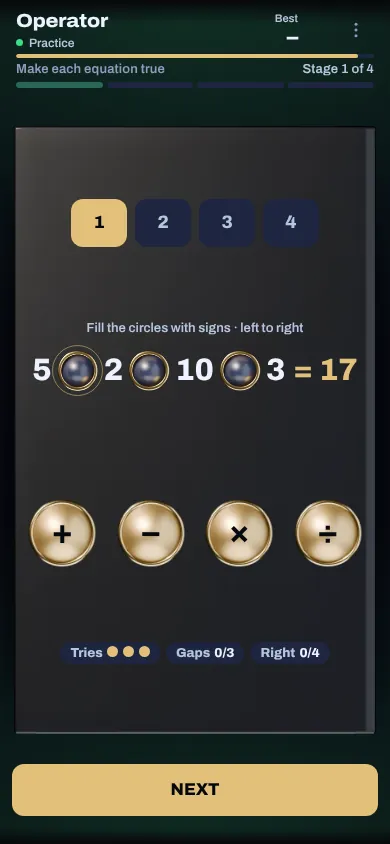 Operator
Best
Practice
–
Make each equation true
Stage 1 of 4
1 2 3 4
Fill the circles with signs · left to right
5 2 10 3 = 17
+ − × ÷
Tries Gaps 0/3 Right 0/4
NEXT